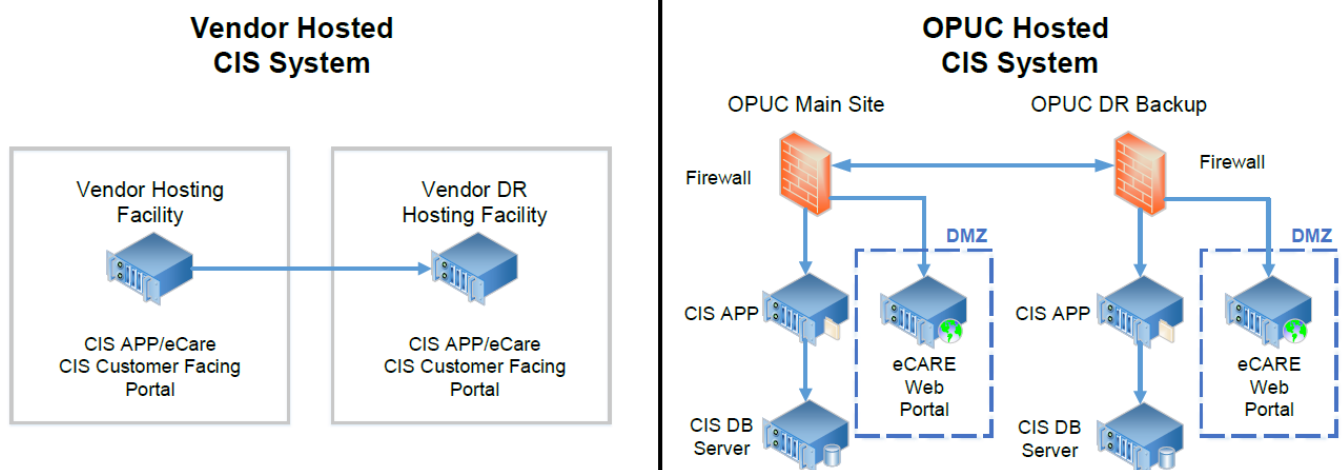 Vendor Hosted
CIS System
Vendor Hosting
Facility
CIS APP/eCare
CIS Customer Facing
Portal
Vendor DR
Hosting Facility
CIS APP/eCare
CIS Customer Facing
Portal
OPUC Hosted
CIS System
OPUC Main Site
Firewall
DMZ
CIS APP
eCARE
Web
Portal
CIS DB
Server
OPUC DR Backup
Firewall
DMZ
CIS APP
eCARE
Web
Portal
CIS DB
Server